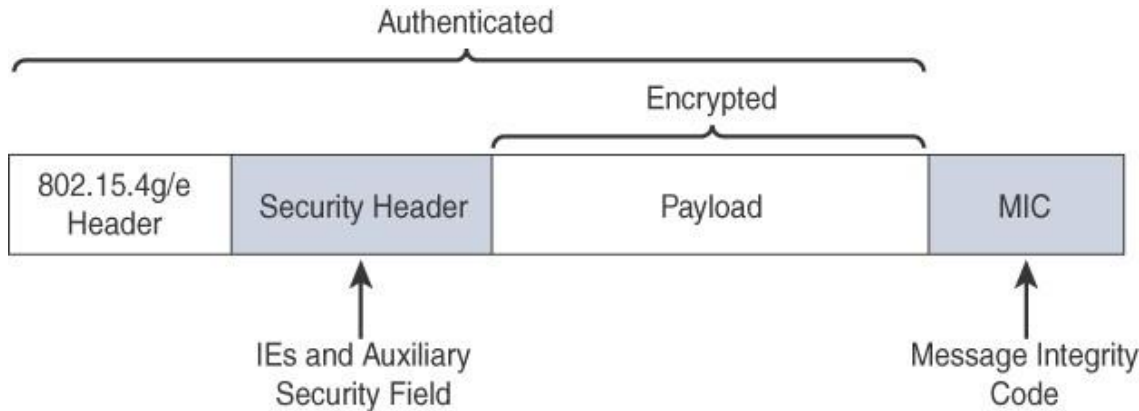 Authenticated
Encrypted
802.15.4g/e
Header
Security Header
Payload
MIC
IEs and Auxiliary
Security Field
Message Integrity
Code